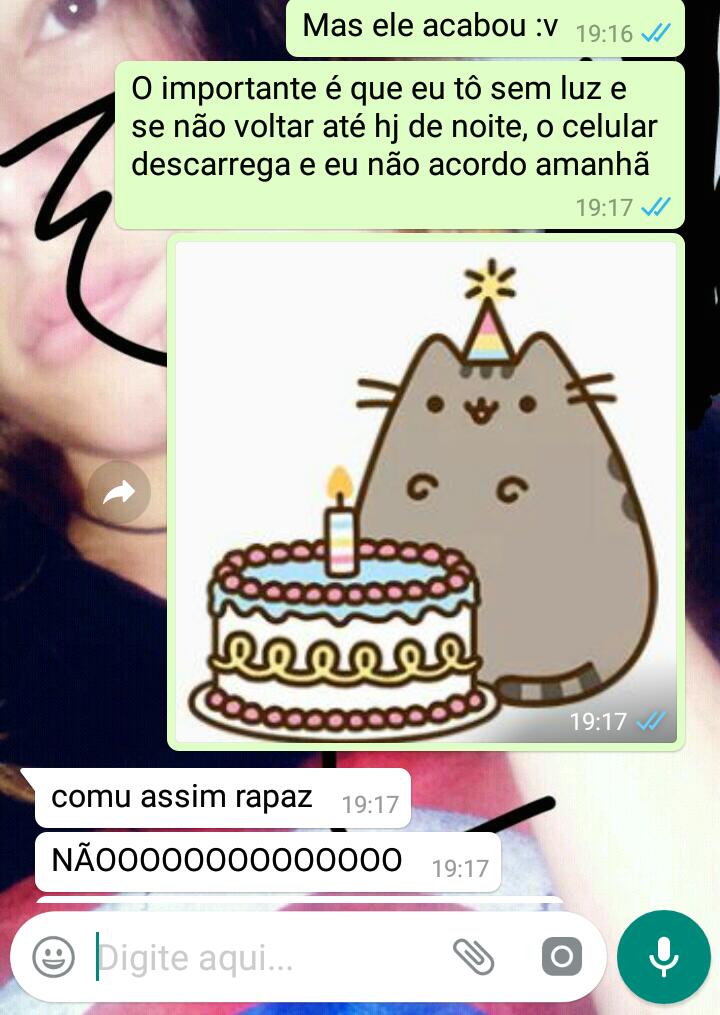 Mas ele acabou :v 19:16
O importante é que eu tô sem luz e
se não voltar até hj de noite, o celular
descarrega e eu não acordo amanhã
19:17
19:17
comu assim rapaz 19:17
NÃOOOOOOOOOOOOOOO 19:17
Digite aqui...